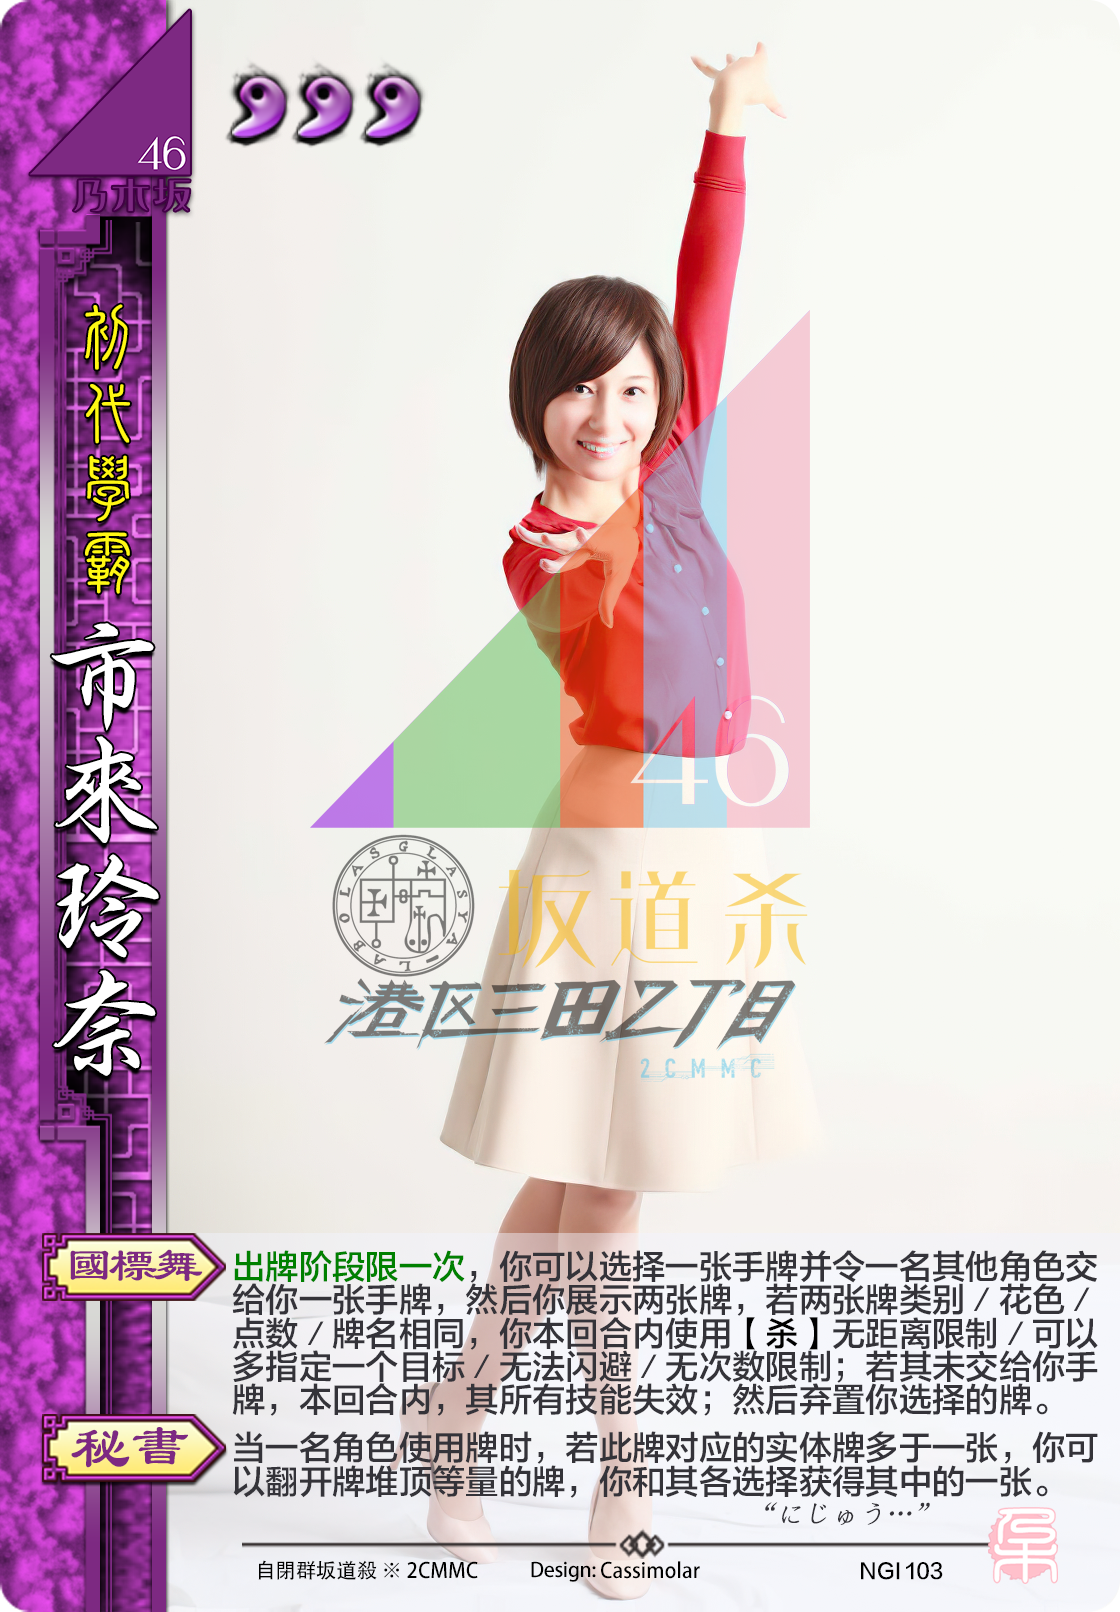 46
乃木坂
初代學霸
市來玲奈
46
GLASYA-LABOLAS
坂道杀
港区三田2丁目
2CMMC
國標舞
出牌阶段限一次，你可以选择一张手牌并令一名其他角色交
给你一张手牌，然后你展示两张牌，若两张牌类别／花色／
点数／牌名相同，你本回合内使用【杀】无距离限制／可以
多指定一个目标／无法闪避／无次数限制；若其未交给你手
牌，本回合内，其所有技能失效；然后弃置你选择的牌。
秘書
当一名角色使用牌时，若此牌对应的实体牌多于一张，你可
以翻开牌堆顶等量的牌，你和其各选择获得其中的一张。
“にじゅう…”
自閉群坂道殺 ※ 2CMMC
Design: Cassimolar
NGI103